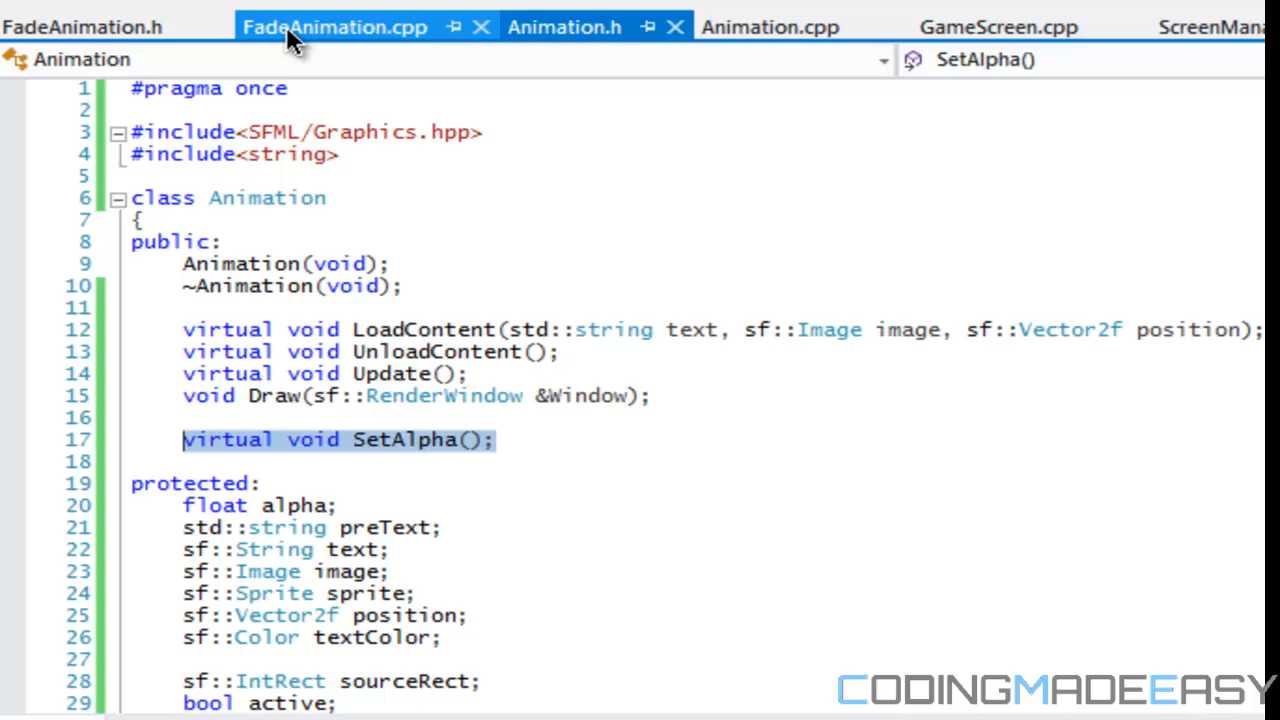 FadeAnimation.h FadeAnimation.cpp Animation.h Animation.cpp GameScreen.cpp ScreenMana
Animation SetAlpha()
1 #pragma once
2
3 #include<SFML/Graphics.hpp>
4 #include<string>
5
6 class Animation
7 {
8 public:
9 Animation(void);
10 ~Animation(void);
11
12 virtual void LoadContent(std::string text, sf::Image image, sf::Vector2f position);
13 virtual void UnloadContent();
14 virtual void Update();
15 void Draw(sf::RenderWindow &Window);
16
17 virtual void SetAlpha();
18
19 protected:
20 float alpha;
21 std::string preText;
22 sf::String text;
23 sf::Image image;
24 sf::Sprite sprite;
25 sf::Vector2f position;
26 sf::Color textColor;
27
28 sf::IntRect sourceRect;
29 bool active;
CODINGMADEEASY